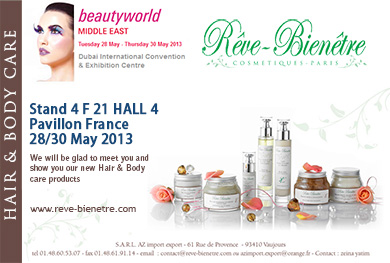 HAIR & BODY CARE
beautyworld
MIDDLE EAST
Tuesday 28 May - Thursday 30 May 2013
Dubai International Convention
& Exhibition Centre
Rêve-Bienêtre
COSMÉTIQUES-PARIS
Stand 4 F 21 HALL 4
Pavillon France
28/30 May 2013
We will be glad to meet you and
show you our new Hair & Body
care products
www.reve-bienetre.com
S.A.R.L. AZ import export - 61 Rue de Provence - 93410 Vaujours
tel 01.48.60.53.07 - fax 01.48.61.91.14 - email : contact@reve-bienetre.com ou azimport.export@orange.fr - Contact : mina yatim